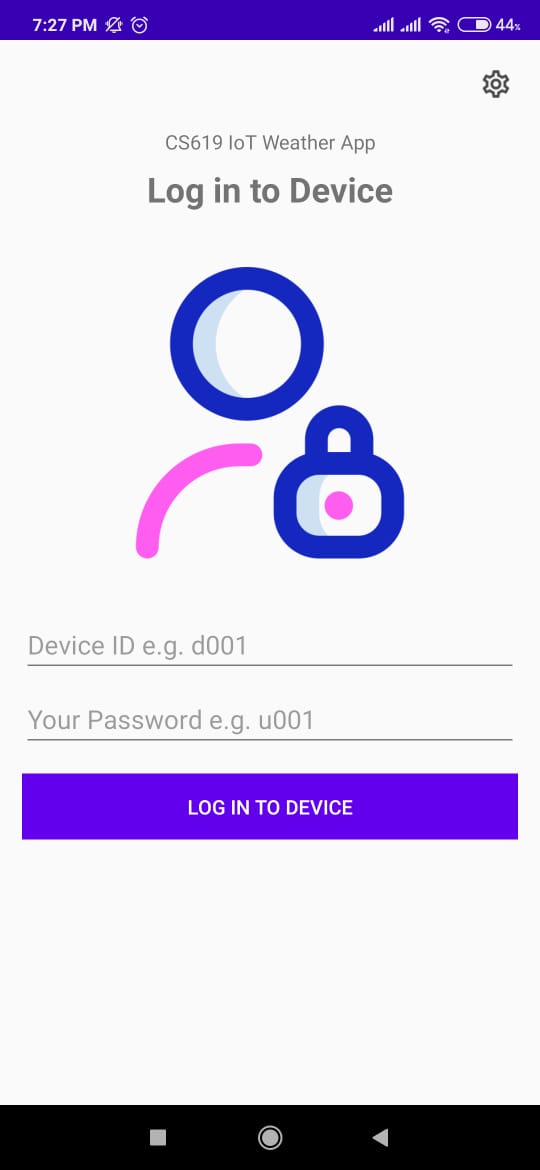 7:27 PM 44%
CS619 IoT Weather App
Log in to Device
Device ID e.g. d001
Your Password e.g. u001
LOG IN TO DEVICE